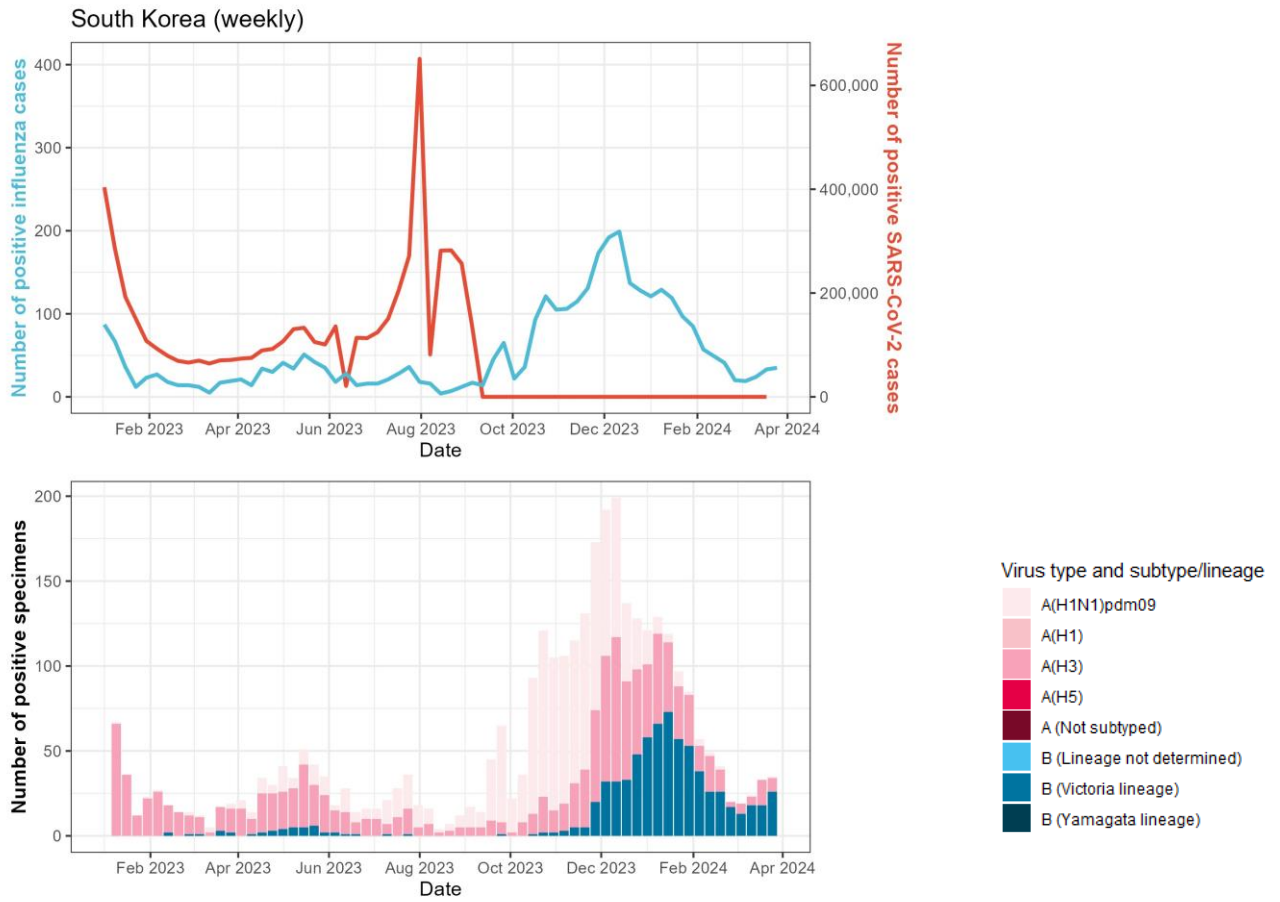 South Korea (weekly)
Number of positive influenza cases
400
300
200
100
0
600,000
400,000
200,000
0
Number of positive SARS-CoV-2 cases
Feb 2023 Apr 2023 Jun 2023 Aug 2023 Oct 2023 Dec 2023 Feb 2024 Apr 2024
Date
Number of positive specimens
200
150
100
50
0
Feb 2023 Apr 2023 Jun 2023 Aug 2023 Oct 2023 Dec 2023 Feb 2024 Apr 2024
Date
Virus type and subtype/lineage
A(H1N1)pdm09
A(H1)
A(H3)
A(H5)
A (Not subtyped)
B (Lineage not determined)
B (Victoria lineage)
B (Yamagata lineage)